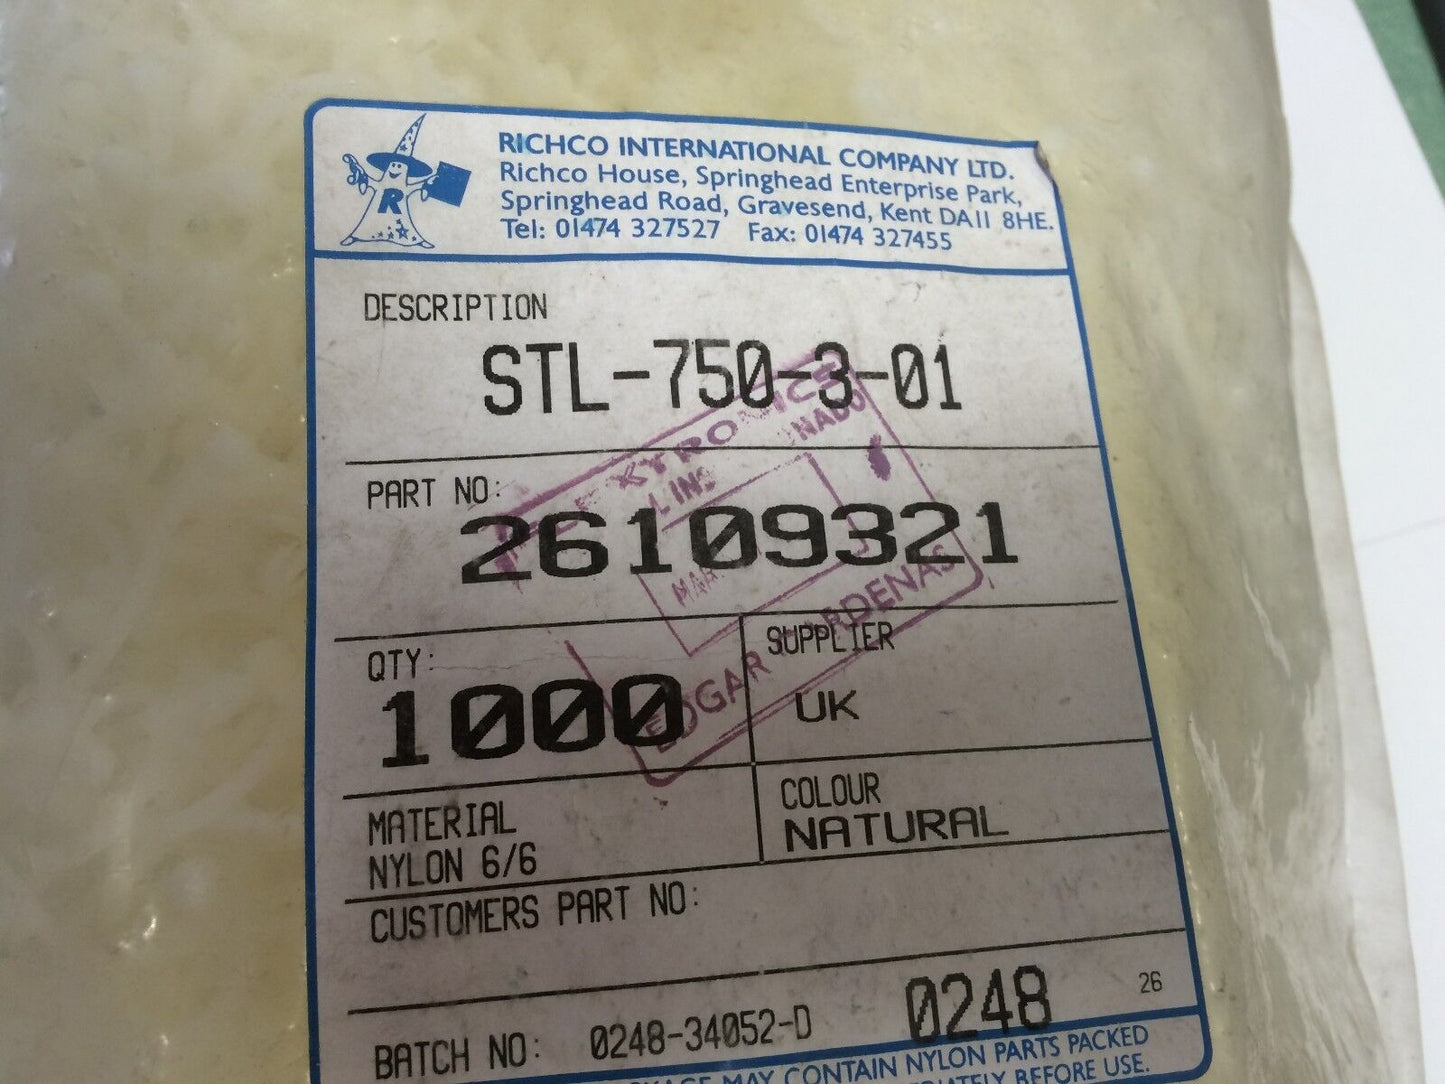 R
RICHCO INTERNATIONAL COMPANY LTD.
Richco House, Springhead Enterprise Park,
Springhead Road, Gravesend, Kent DA11 8HE.
Tel: 01474 327527 Fax: 01474 327455
DESCRIPTION
STL-750-3-01
PART NO:
26109321
QTY:
1000
SUPPLIER
UK
MATERIAL
NYLON 6/6
COLOUR
NATURAL
CUSTOMERS PART NO:
BATCH NO: 0248-34052-D 0248 26
MAY CONTAIN NYLON PARTS PACKED
BEFORE USE.
EDGAR CARDENAS